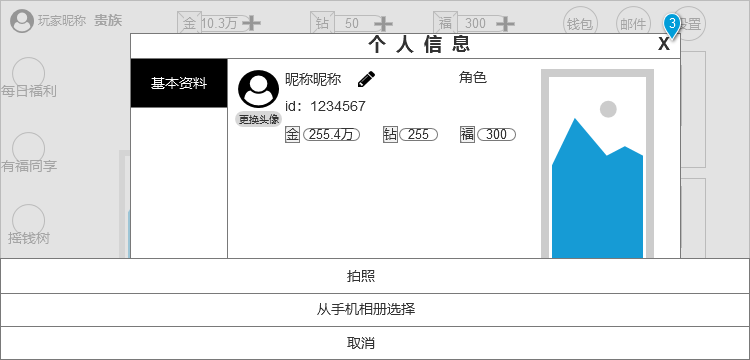 玩家昵称 贵族
金 10.3万
钻 50
福 300
钱包
邮件
设置
3
个人信息
X
每日福利
有福同享
摇钱树
基本资料
昵称昵称
角色
更换头像
id：1234567
金 255.4万
钻 255
福 300
拍照
从手机相册选择
取消